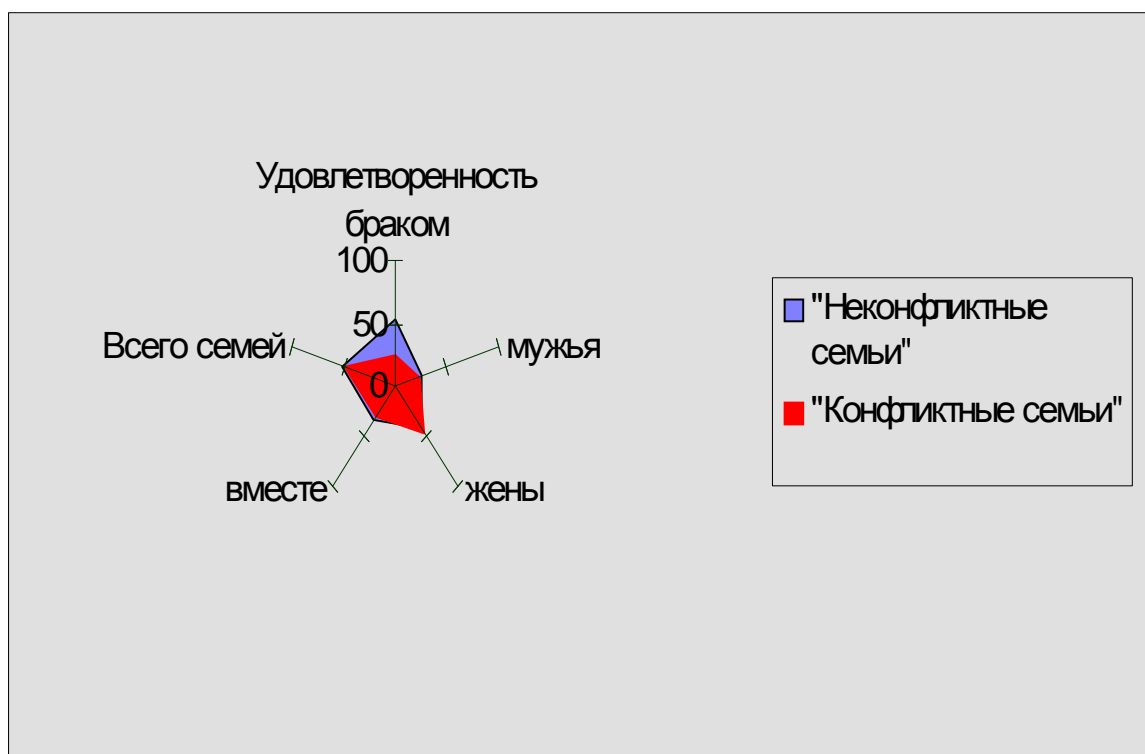 Удовлетворенность
браком
100
50
0
Всего семей
мужья
вместе
жены
"Неконфликтные
семьи"
"Конфликтные семьи"